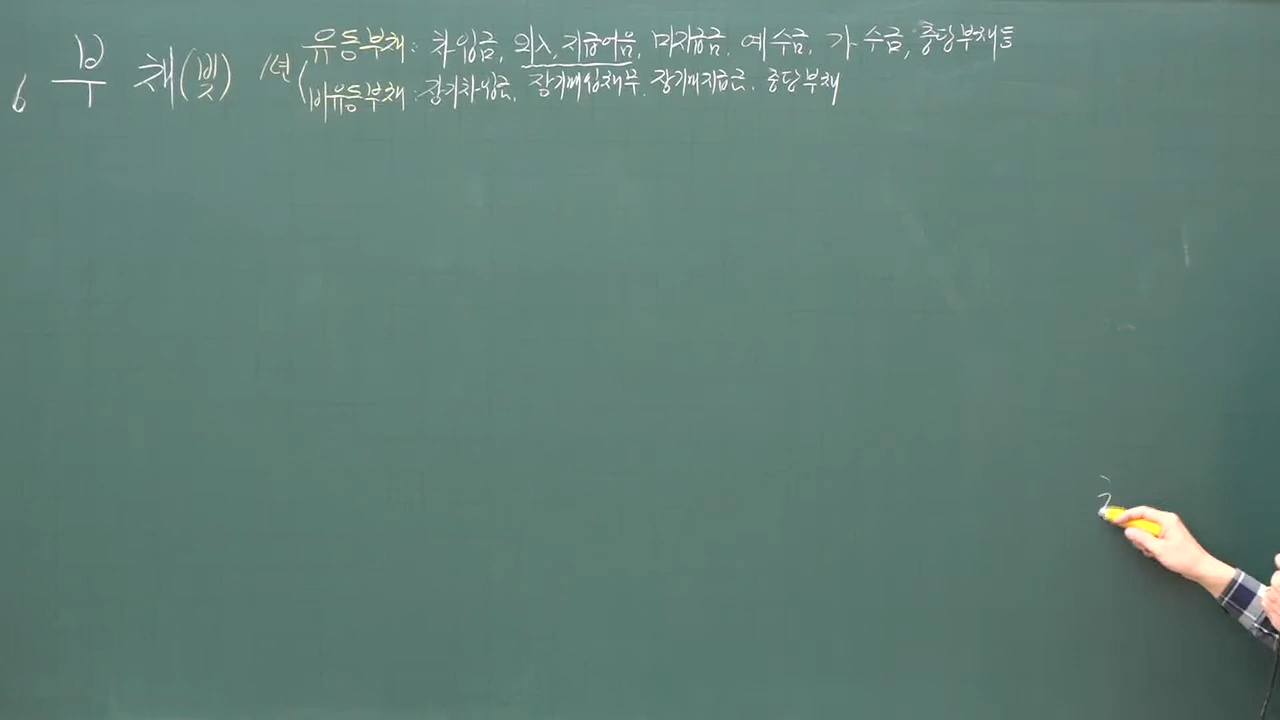 6 부 채(빚) 1년 ( 유동부채: 차입금, 외入, 지급어음, 미지급금, 예수금, 가수금, 충당부채등
비유동부채: 장기차입금, 장기매입채무, 장기미지급금, 충당부채